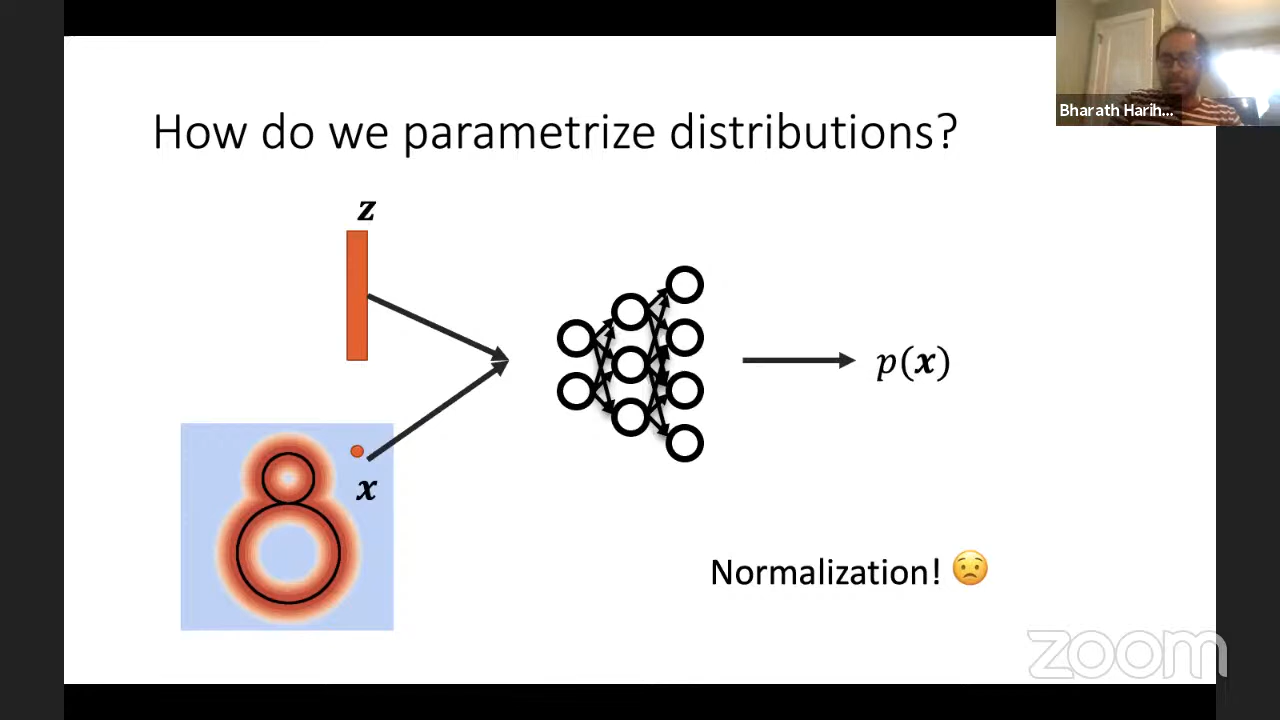 Bharath Harih...
How do we parametrize distributions?
z
x
p(x)
Normalization! 😟
zoom